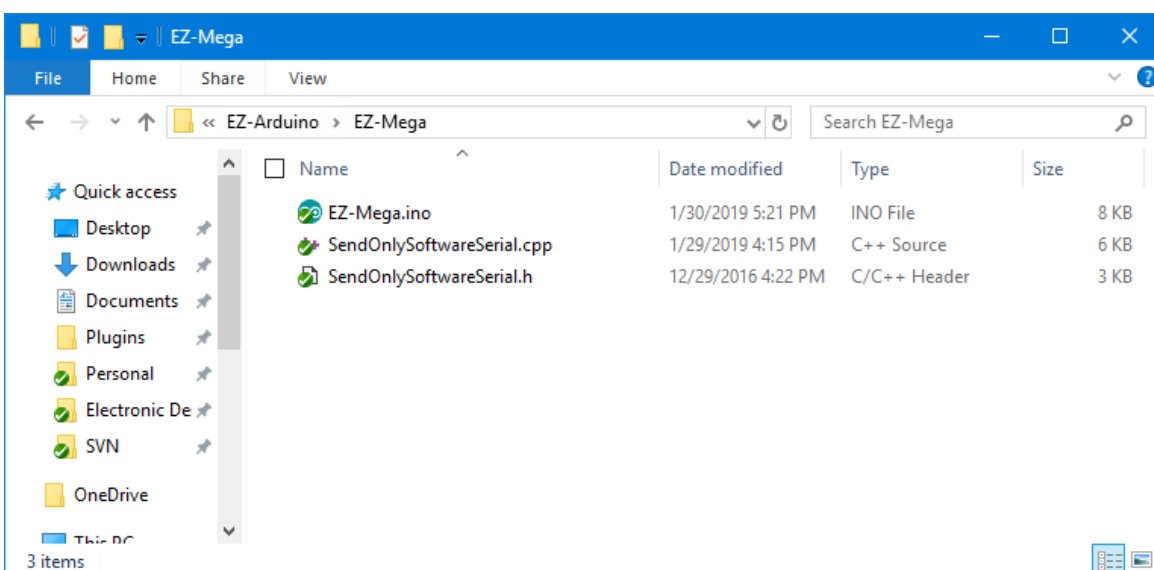 EZ-Mega
File Home Share View
« EZ-Arduino > EZ-Mega
Search EZ-Mega
Name Date modified Type Size
Quick access
Desktop
Downloads
Documents
Plugins
Personal
Electronic De
SVN
OneDrive
This PC
EZ-Mega.ino 1/30/2019 5:21 PM INO File 8 KB
SendOnlySoftwareSerial.cpp 1/29/2019 4:15 PM C++ Source 6 KB
SendOnlySoftwareSerial.h 12/29/2016 4:22 PM C/C++ Header 3 KB
3 items